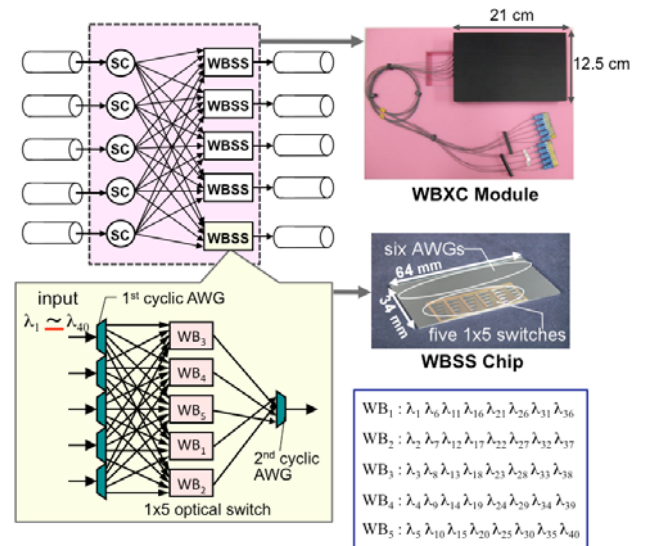 21 cm
12.5 cm
SC
WBSS
SC
WBSS
SC
WBSS
SC
WBSS
SC
WBSS
WBXC Module
six AWGs
64 mm
34 mm
five 1x5 switches
WBSS Chip
input
λ₁ ~ λ₄₀
1ˢᵗ cyclic AWG
WB₃
WB₄
WB₅
WB₁
WB₂
2ⁿᵈ cyclic
AWG
1x5 optical switch
WB₁ : λ₁ λ₆ λ₁₁ λ₁₆ λ₂₁ λ₂₆ λ₃₁ λ₃₆
WB₂ : λ₂ λ₇ λ₁₂ λ₁₇ λ₂₂ λ₂₇ λ₃₂ λ₃₇
WB₃ : λ₃ λ₈ λ₁₃ λ₁₈ λ₂₃ λ₂₈ λ₃₃ λ₃₈
WB₄ : λ₄ λ₉ λ₁₄ λ₁₉ λ₂₄ λ₂₉ λ₃₄ λ₃₉
WB₅ : λ₅ λ₁₀ λ₁₅ λ₂₀ λ₂₅ λ₃₀ λ₃₅ λ₄₀